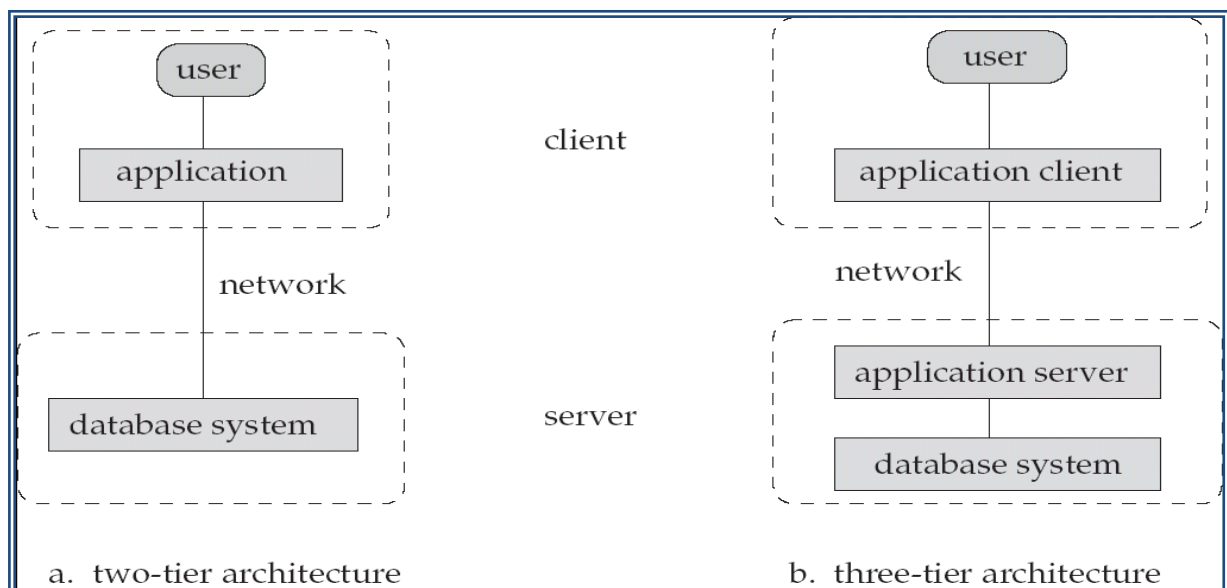 user
application
network
database system
a. two-tier architecture
client
server
user
application client
network
application server
database system
b. three-tier architecture